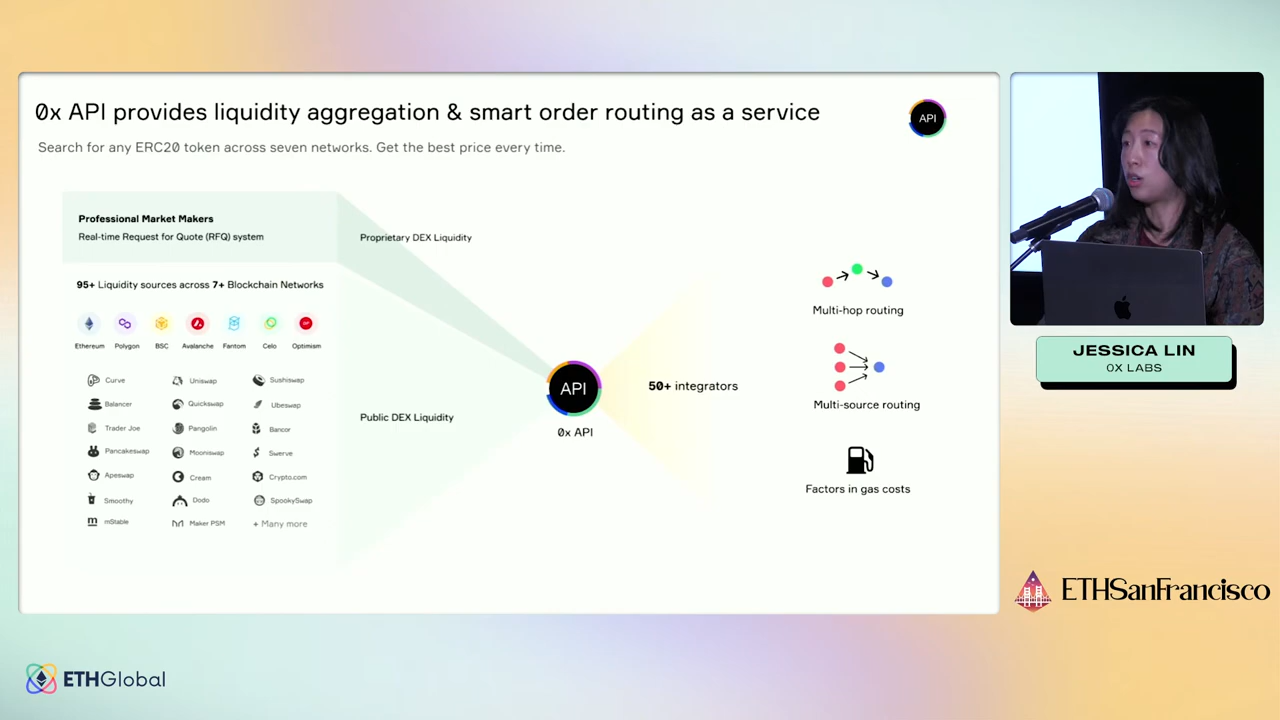 0x API provides liquidity aggregation & smart order routing as a service
API
Search for any ERC20 token across seven networks. Get the best price every time.
Professional Market Makers
Real-time Request for Quote (RFQ) system
Proprietary DEX Liquidity
95+ Liquidity sources across 7+ Blockchain Networks
Ethereum
Polygon
BSC
Avalanche
Fantom
Celo
Optimism
Curve
Uniswap
Sushiswap
Balancer
Quickswap
Ubeswap
Trader Joe
Pangolin
Bancor
Pancakeswap
Mooniswap
Swerve
Apeswap
Cream
Crypto.com
Smoothy
Dodo
SpookySwap
mStable
Maker PSM
+ Many more
Public DEX Liquidity
API
0x API
50+ integrators
Multi-hop routing
Multi-source routing
Factors in gas costs
JESSICA LIN
0X LABS
ETHSanFrancisco
ETHGlobal